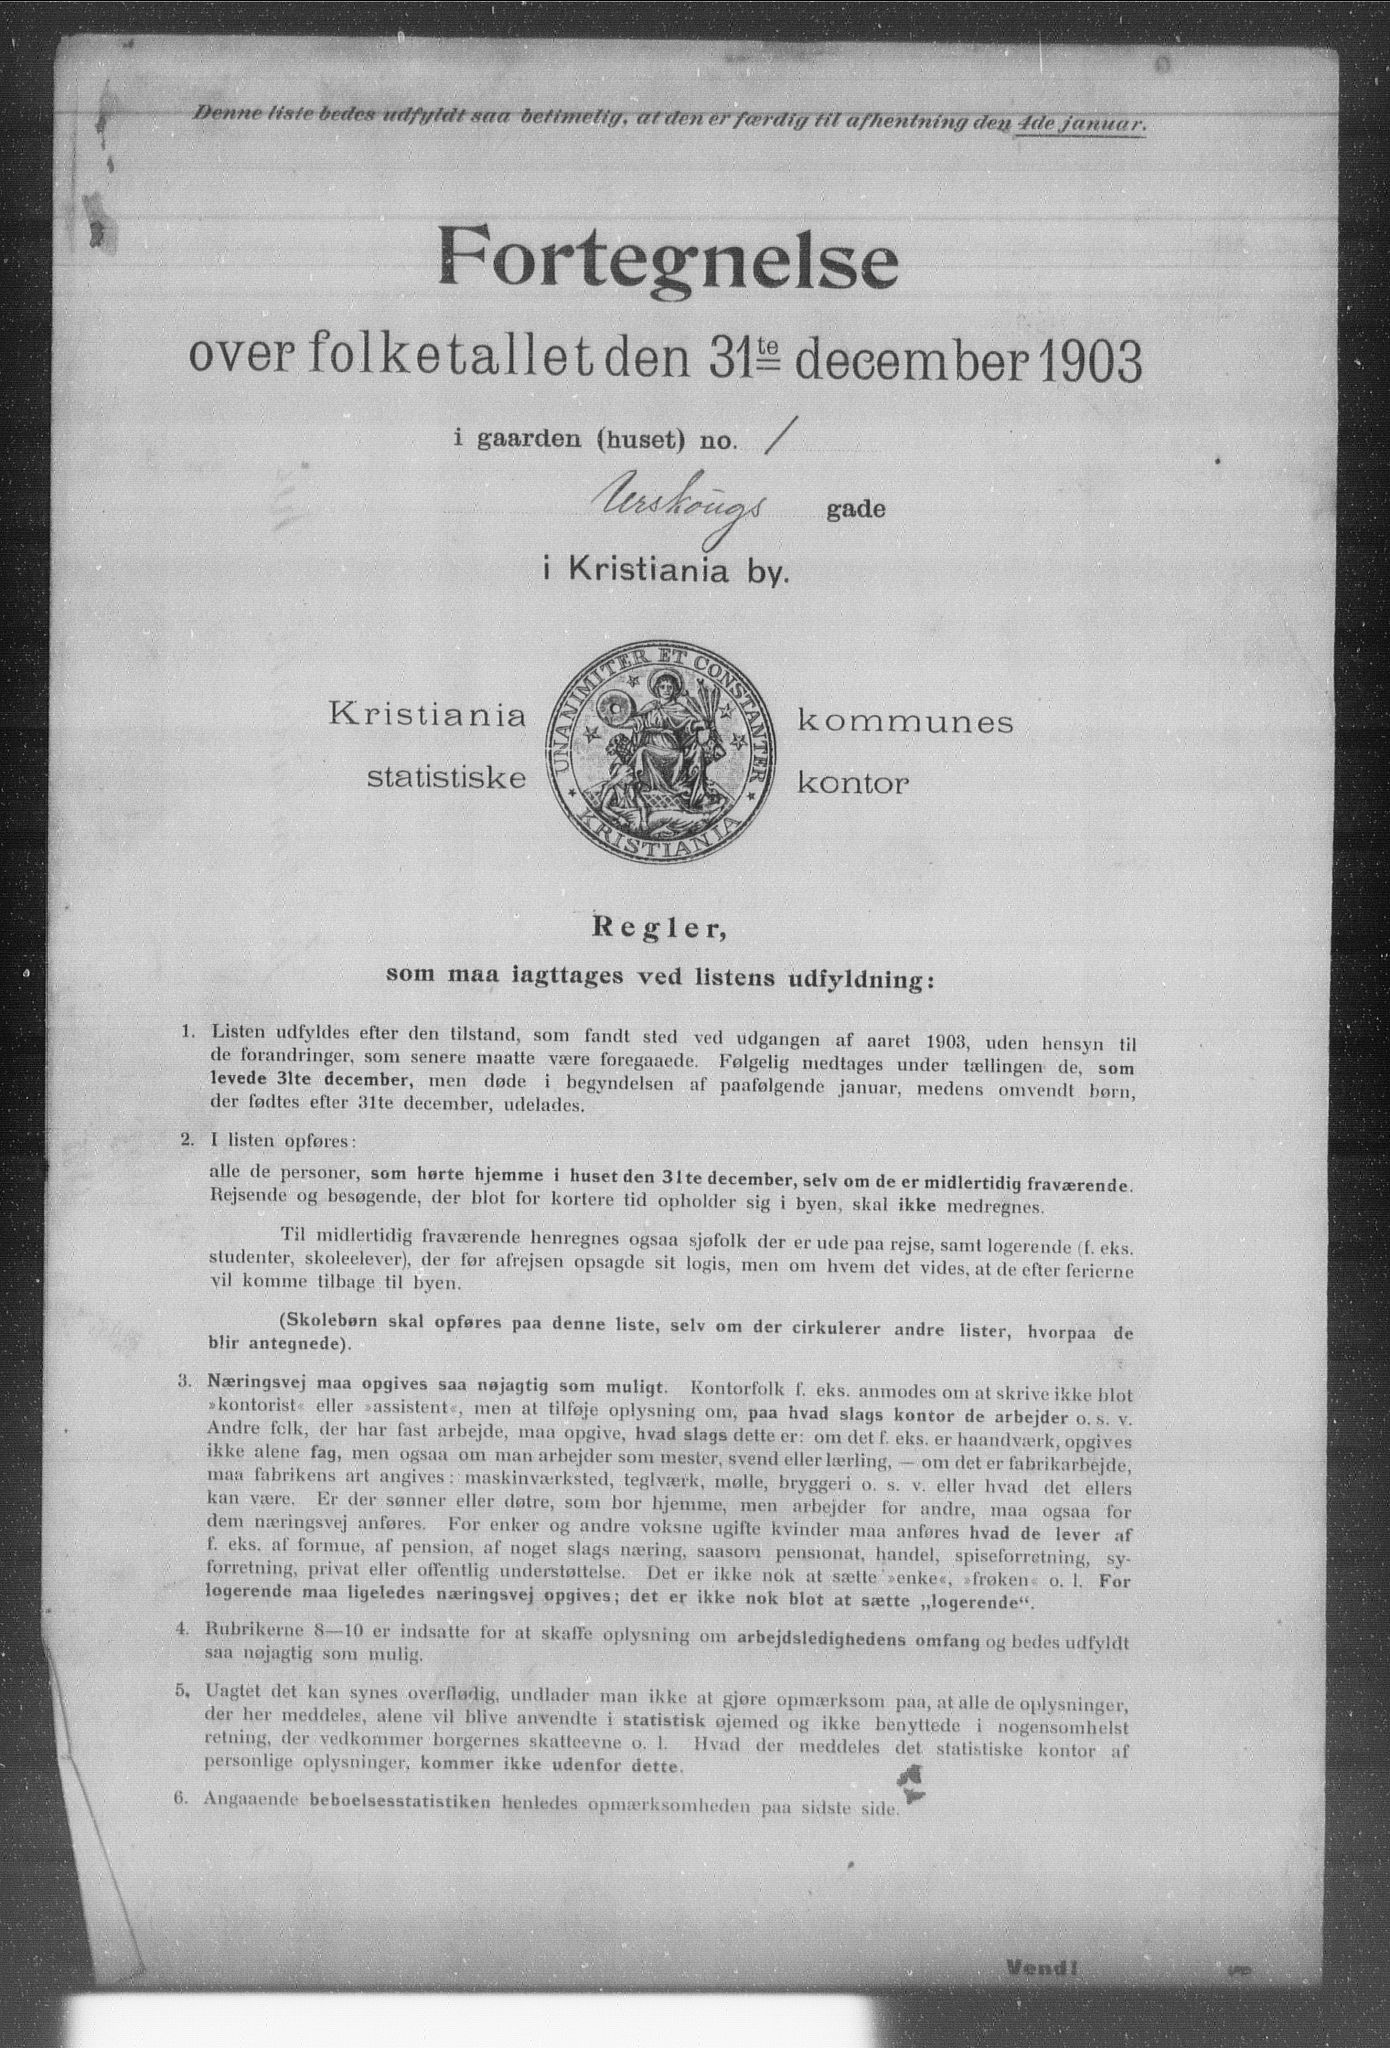 Denne liste bedes udfyldt saa betimelig, at den er færdig til afhentning den 4de januar.
Fortegnelse
over folketallet den 31te december 1903
i gaarden (huset) no. 1
Urskougs gade
i Kristiania by.
Kristiania kommunes
statistiske kontor
UNANIMITER ET CONSTANTER
KRISTIANIA
Regler,
som maa iagttages ved listens udfyldning:
1. Listen udfyldes efter den tilstand, som fandt sted ved udgangen af aaret 1903, uden hensyn til
de forandringer, som senere maatte være foregaaede. Følgelig medtages under tællingen de, som
levede 31te december, men døde i begyndelsen af paafølgende januar, medens omvendt børn,
der fødtes efter 31te december, udelades.
2. I listen opføres:
alle de personer, som hørte hjemme i huset den 31te december, selv om de er midlertidig fraværende.
Rejsende og besøgende, der blot for kortere tid opholder sig i byen, skal ikke medregnes.
Til midlertidig fraværende henregnes ogsaa sjøfolk der er ude paa rejse, samt logerende (f. eks.
studenter, skoleelever), der før afrejsen opsagde sit logis, men om hvem det vides, at de efter ferierne
vil komme tilbage til byen.
(Skolebørn skal opføres paa denne liste, selv om der cirkulerer andre lister, hvorpaa de
blir antegnede).
3. Næringsvej maa opgives saa nøjagtig som muligt. Kontorfolk f. eks. anmodes om at skrive ikke blot
»kontorist« eller »assistent«, men at tilføje oplysning om, paa hvad slags kontor de arbejder o. s. v.
Andre folk, der har fast arbejde, maa opgive, hvad slags dette er: om det f. eks. er haandværk, opgives
ikke alene fag, men ogsaa om man arbejder som mester, svend eller lærling, — om det er fabrikarbejde,
maa fabrikens art angives: maskinværksted, teglværk, mølle, bryggeri o. s. v. eller hvad det ellers
kan være. Er der sønner eller døtre, som bor hjemme, men arbejder for andre, maa ogsaa for
dem næringsvej anføres. For enker og andre voksne ugifte kvinder maa anføres hvad de lever af
f. eks. af formue, af pension, af noget slags næring, saasom pensionat, handel, spiseforretning, sy-
forretning, privat eller offentlig understøttelse. Det er ikke nok at sætte »enke«, »frøken« o. l. For
logerende maa ligeledes næringsvej opgives; det er ikke nok blot at sætte „logerende“.
4. Rubrikerne 8—10 er indsatte for at skaffe oplysning om arbejdsledighedens omfang og bedes udfyldt
saa nøjagtig som mulig.
5. Uagtet det kan synes overflødig, undlader man ikke at gjøre opmærksom paa, at alle de oplysninger,
der her meddeles, alene vil blive anvendte i statistisk øjemed og ikke benyttede i nogensomhelst
retning, der vedkommer borgernes skatteevne o. l. Hvad der meddeles det statistiske kontor af
personlige oplysninger, kommer ikke udenfor dette.
6. Angaaende beboelsesstatistiken henledes opmærksomheden paa sidste side.
Vend!